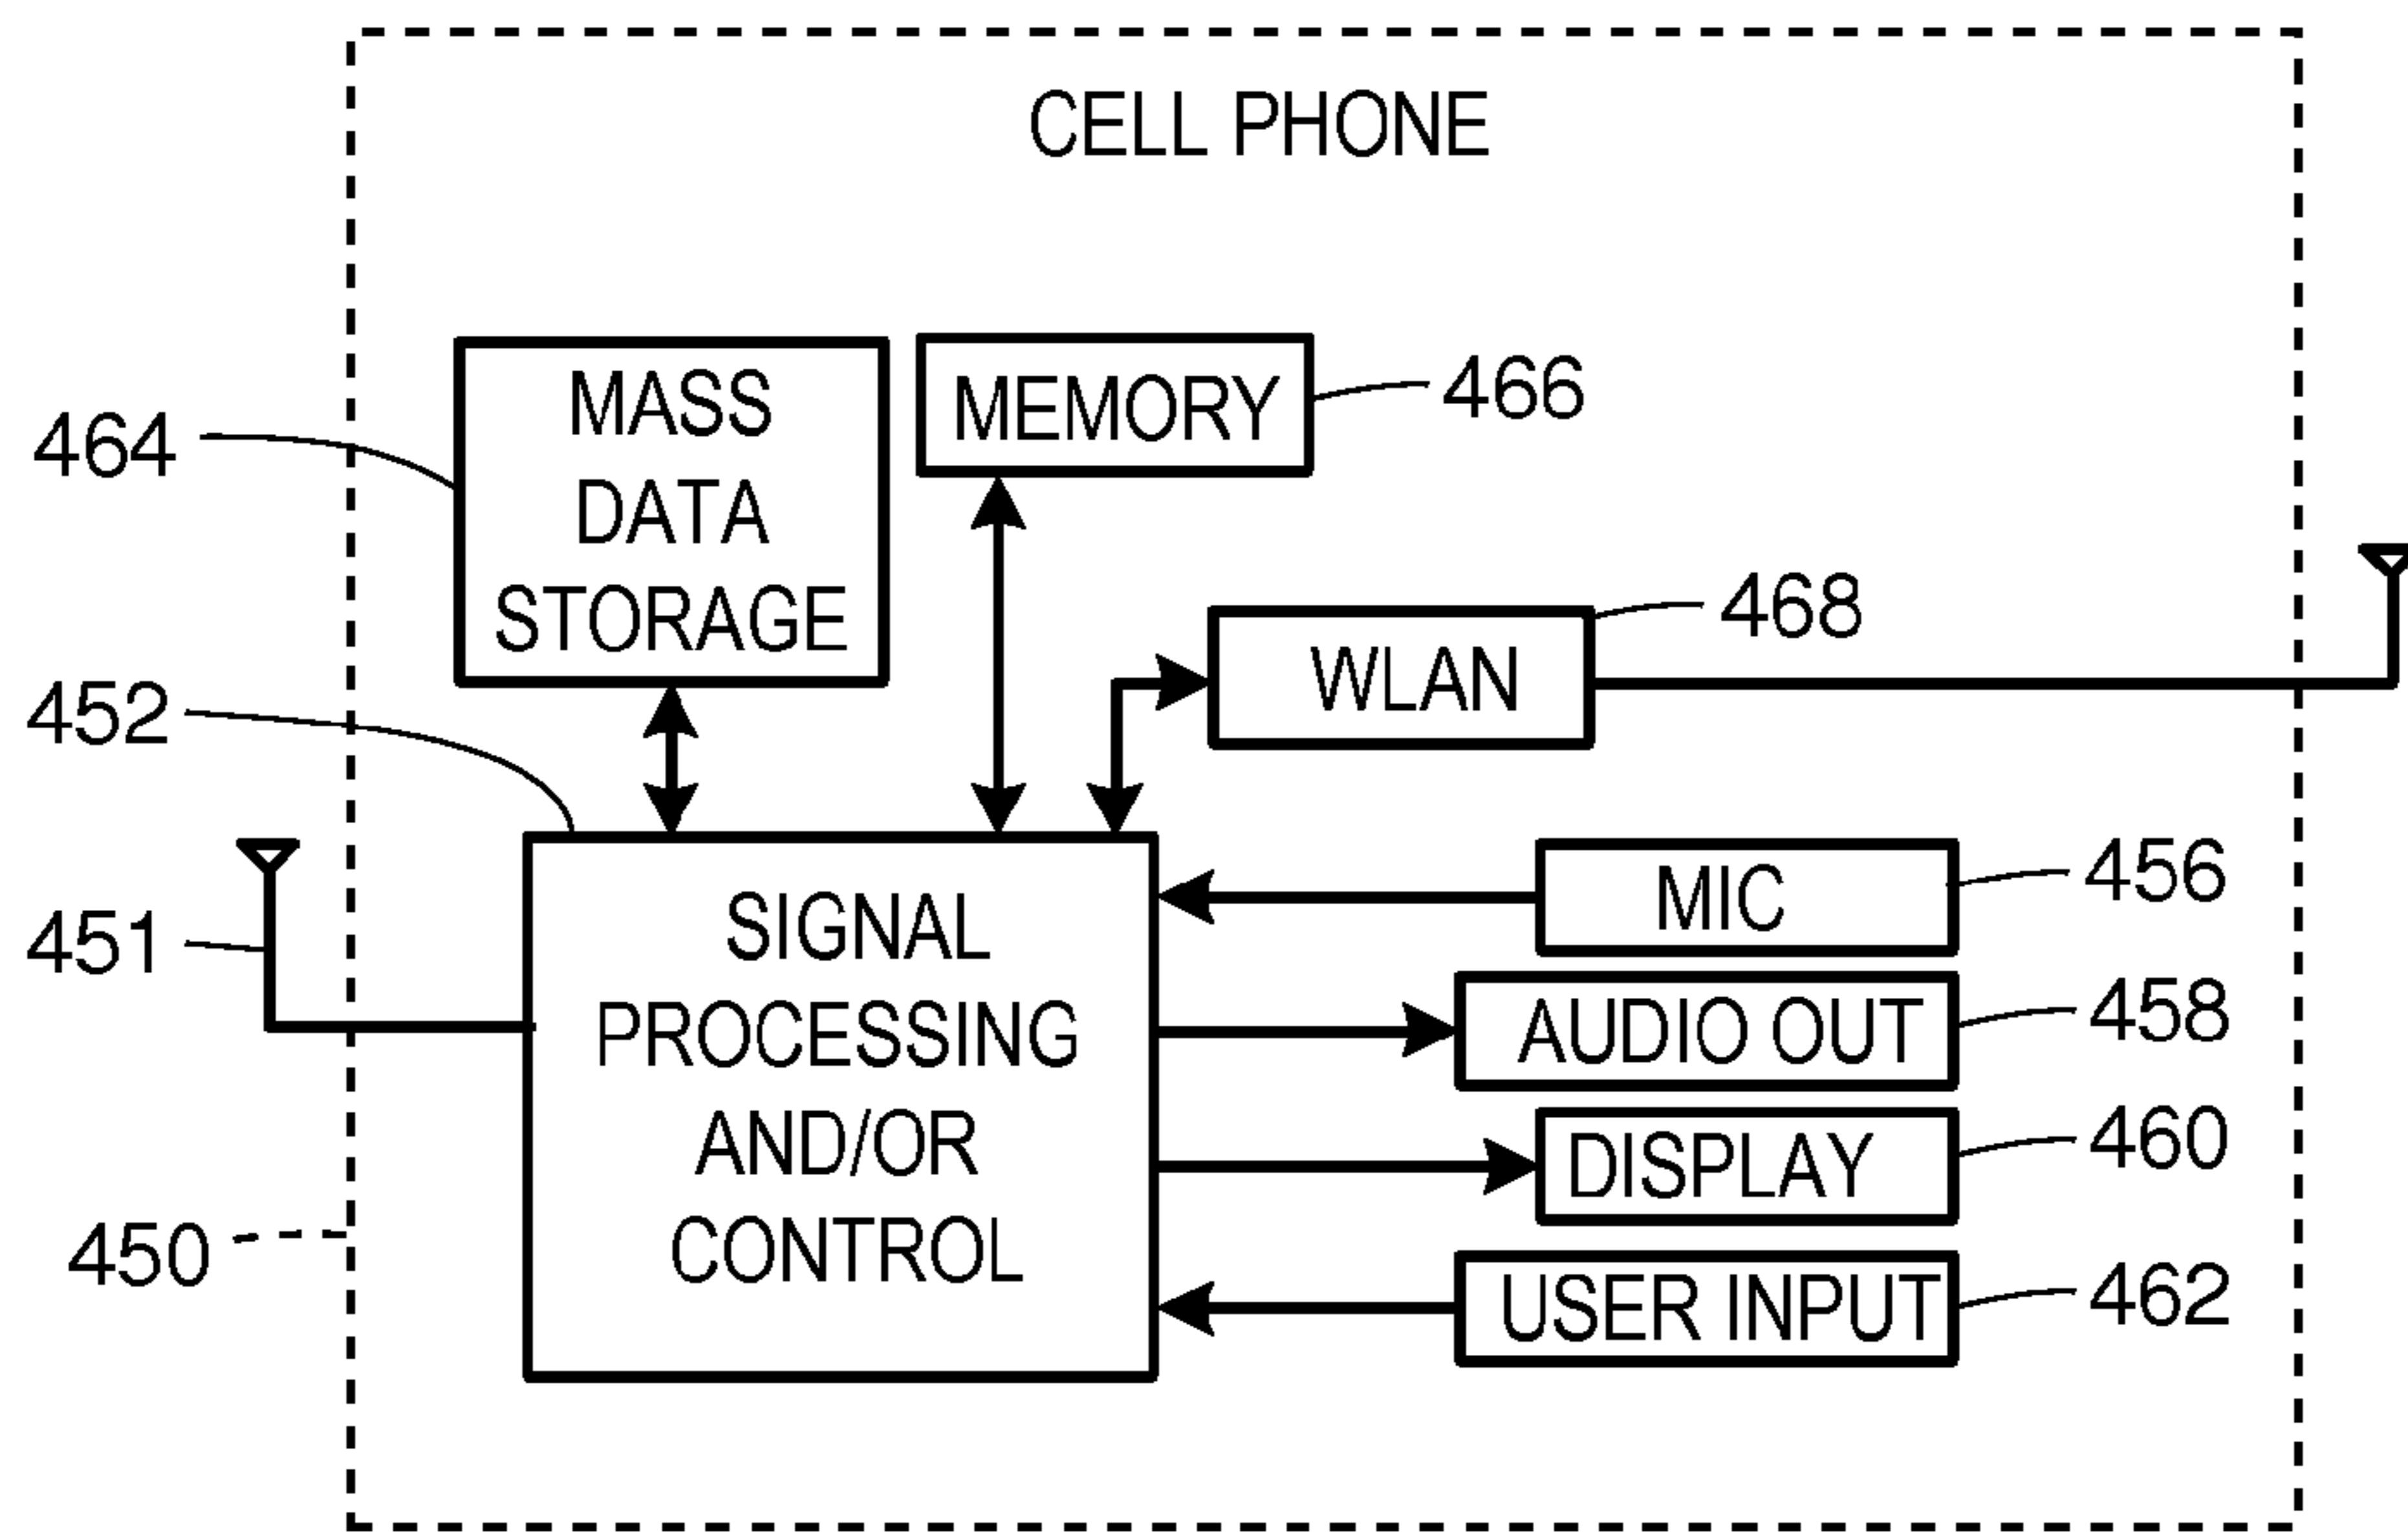 CELL PHONE
MASS
DATA
STORAGE
464
MEMORY
466
WLAN
468
452
451
450
SIGNAL
PROCESSING
AND/OR
CONTROL
MIC
456
AUDIO OUT
458
DISPLAY
460
USER INPUT
462